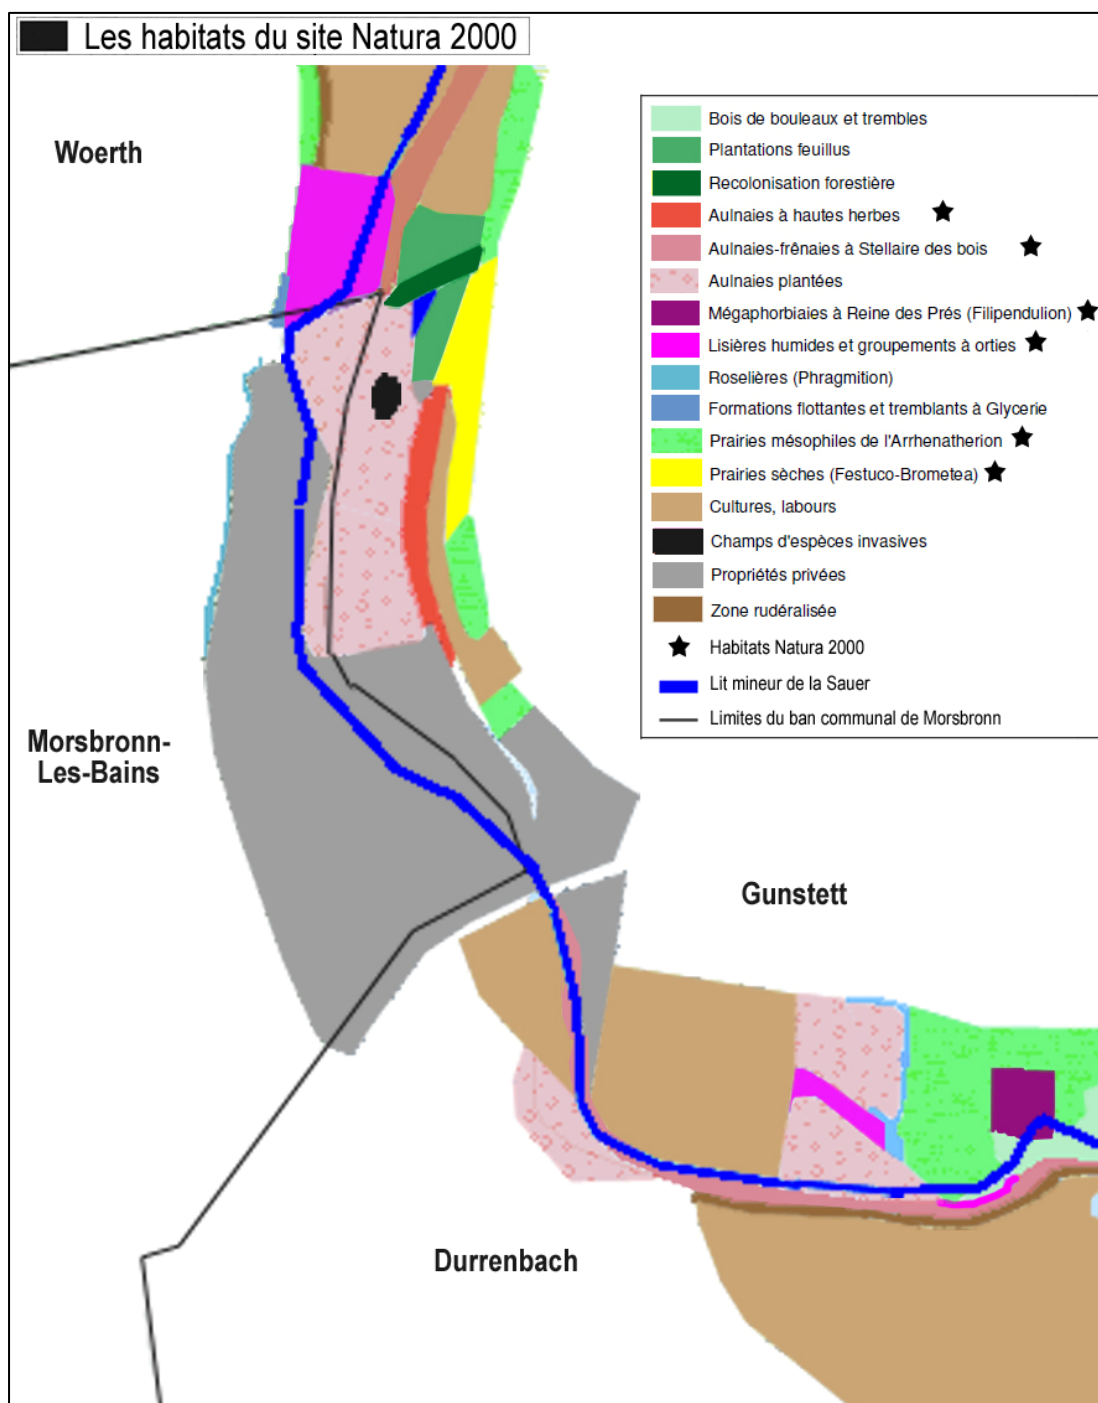 Les habitats du site Natura 2000
Woerth
Bois de bouleaux et trembles
Plantations feuillus
Recolonisation forestière
Aulnaies à hautes herbes
Aulnaies-frênaies à Stellaire des bois
Aulnaies plantées
Mégaphorbiaies à Reine des Prés (Filipendulion)
Lisières humides et groupements à orties
Roselières (Phragmition)
Formations flottantes et tremblants à Glycerie
Prairies mésophiles de l'Arrhenatherion
Prairies sèches (Festuco-Brometea)
Cultures, labours
Champs d'espèces invasives
Propriétés privées
Zone rudéralisée
Habitats Natura 2000
Lit mineur de la Sauer
Limites du ban communal de Morsbronn
Morsbronn-
Les-Bains
Gunstett
Durrenbach